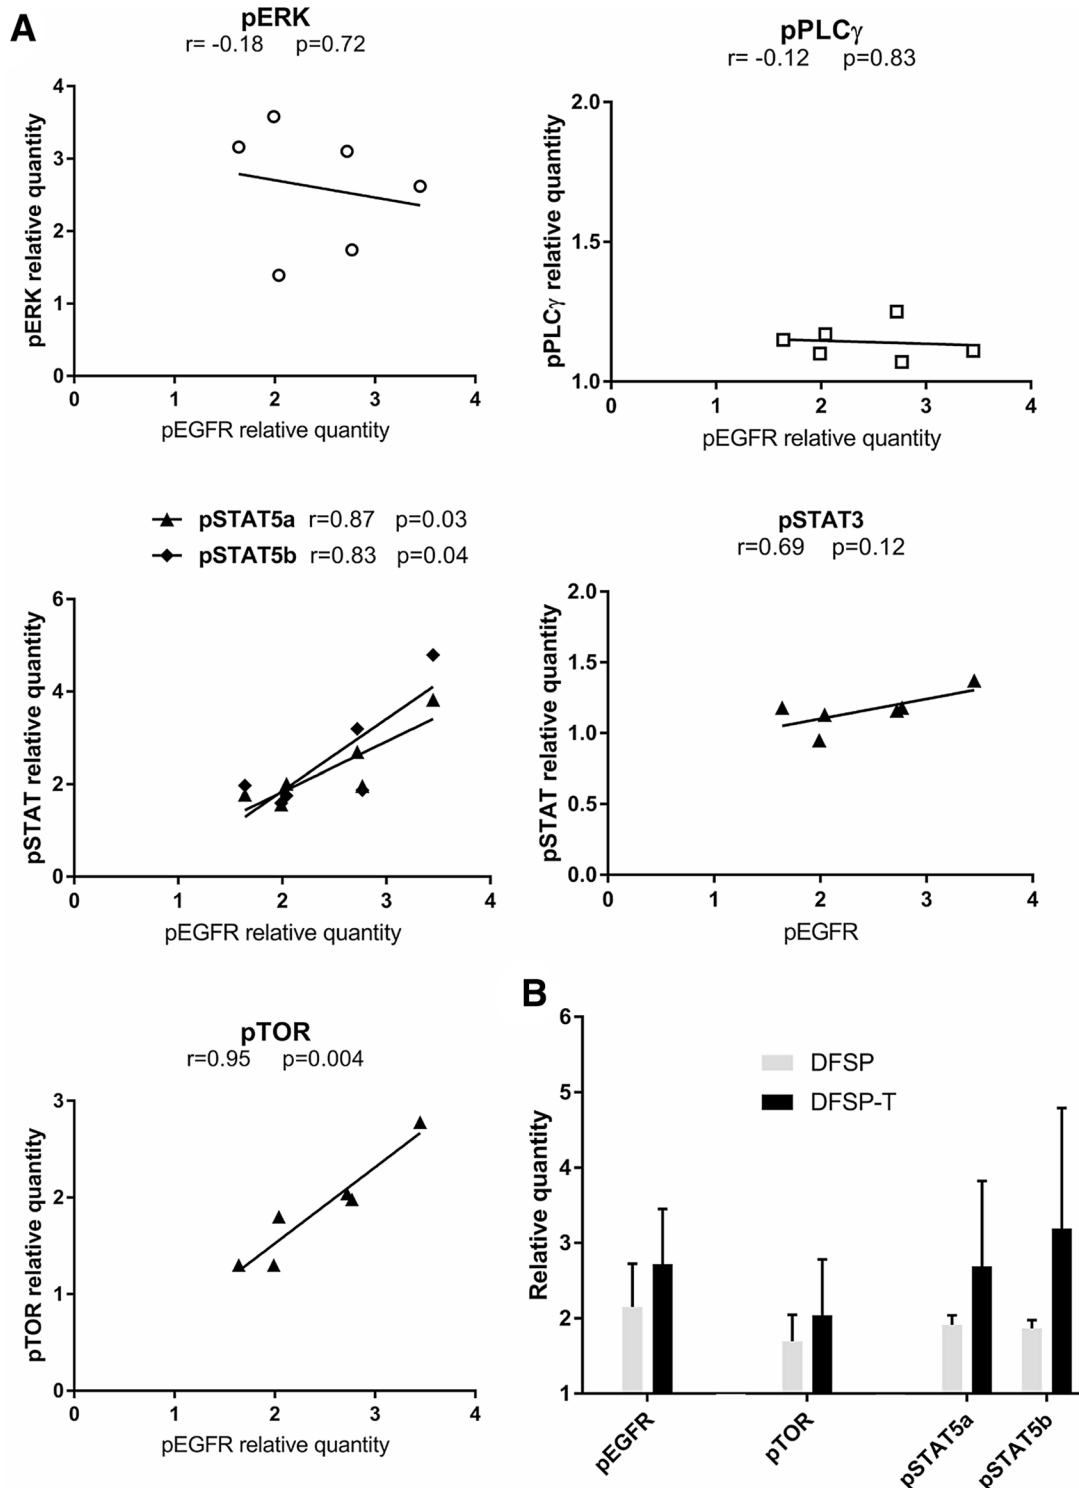 A
pERK
r= -0.18 p=0.72
pERK relative quantity
4
3
2
1
0
0 1 2 3 4
pEGFR relative quantity
pPLCγ
r= -0.12 p=0.83
pPLCγ relative quantity
2.0
1.5
1.0
0 1 2 3 4
pEGFR relative quantity
pSTAT5a r=0.87 p=0.03
pSTAT5b r=0.83 p=0.04
pSTAT relative quantity
6
4
2
0
0 1 2 3 4
pEGFR relative quantity
pSTAT3
r=0.69 p=0.12
pSTAT relative quantity
2.0
1.5
1.0
0.5
0.0
0 1 2 3 4
pEGFR
pTOR
r=0.95 p=0.004
pTOR relative quantity
3
2
1
0
0 1 2 3 4
pEGFR relative quantity
B
Relative quantity
6
5
4
3
2
1
DFSP
DFSP-T
pEGFR pTOR pSTAT5a pSTAT5b